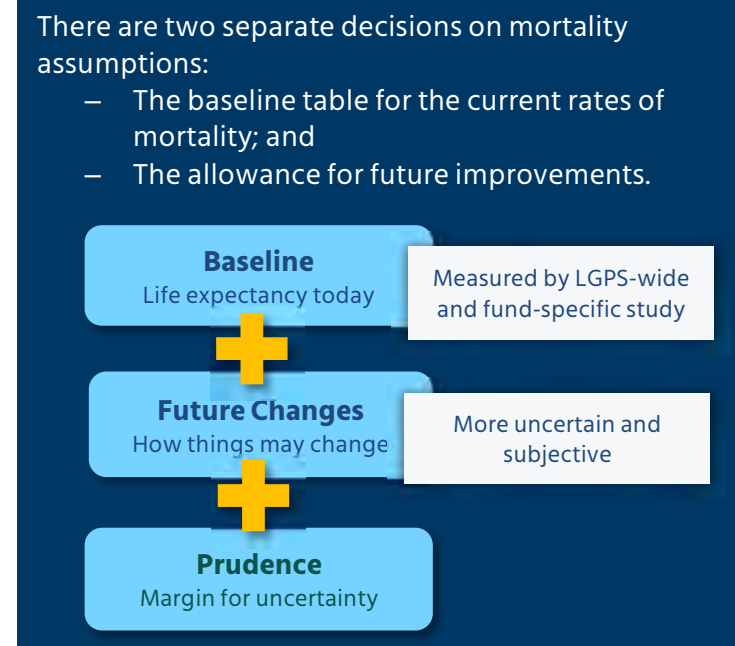 There are two separate decisions on mortality
assumptions:
– The baseline table for the current rates of
mortality; and
– The allowance for future improvements.
Baseline
Life expectancy today
Measured by LGPS-wide
and fund-specific study
Future Changes
How things may change
More uncertain and
subjective
Prudence
Margin for uncertainty